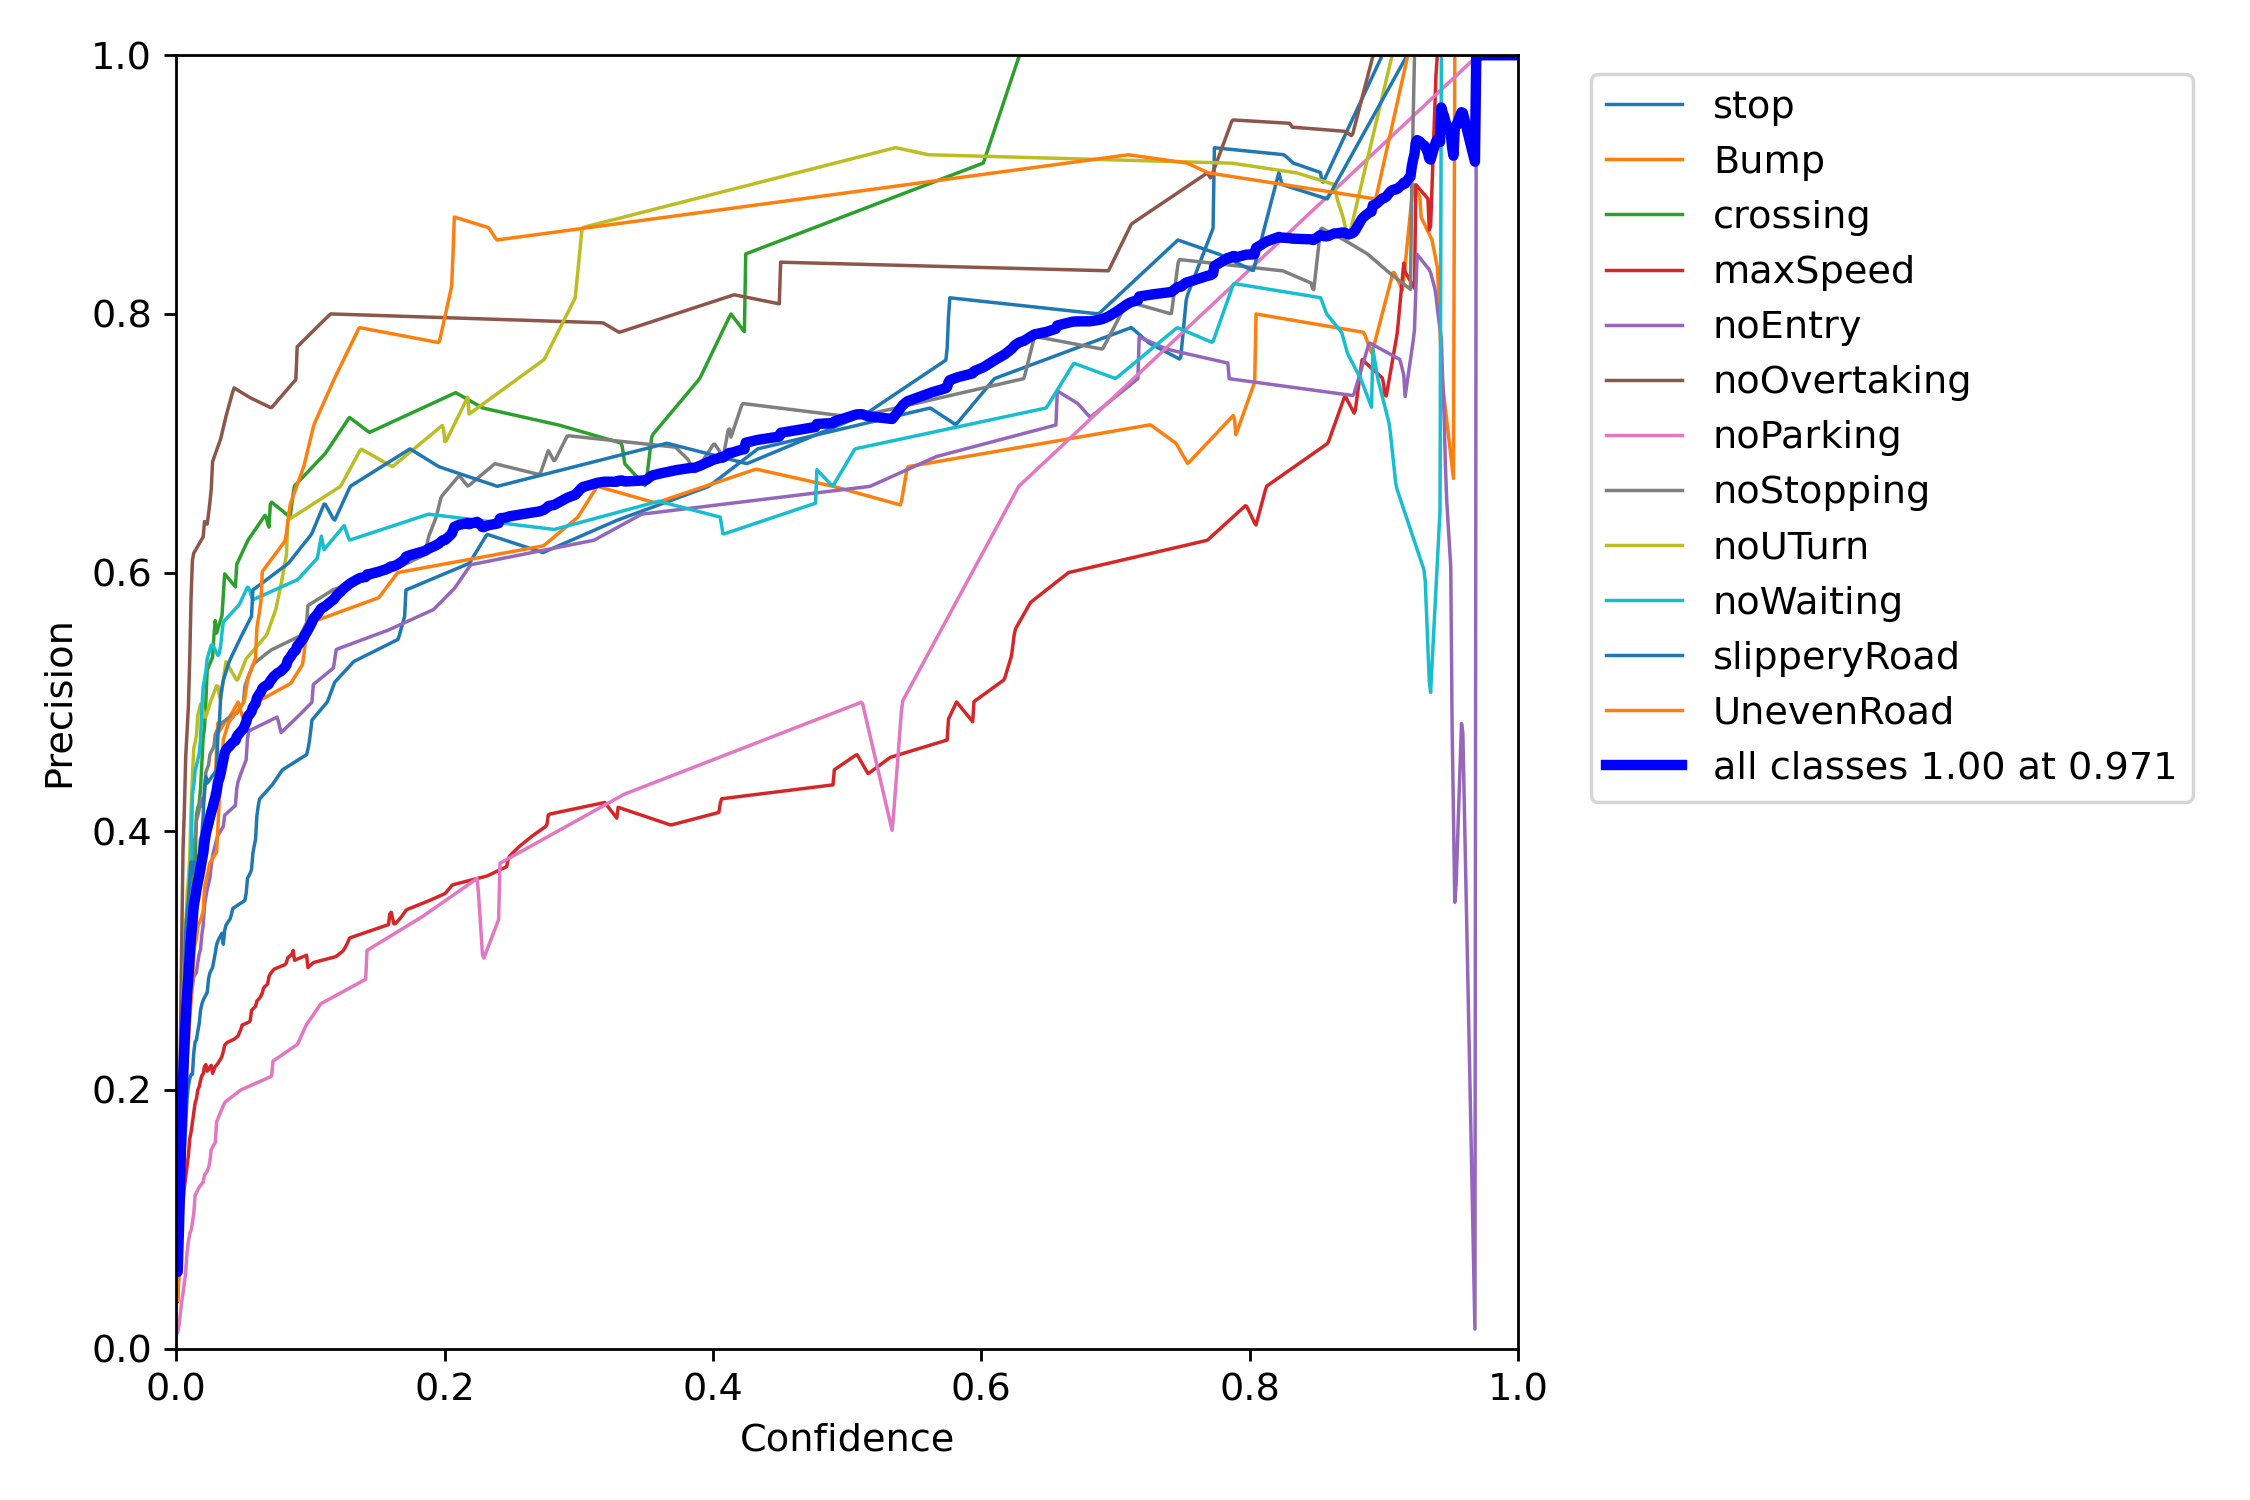 1.0
0.8
0.6
0.4
0.2
0.0
Precision
0.0 0.2 0.4 0.6 0.8 1.0
Confidence
stop
Bump
crossing
maxSpeed
noEntry
noOvertaking
noParking
noStopping
noUTurn
noWaiting
slipperyRoad
UnevenRoad
all classes 1.00 at 0.971